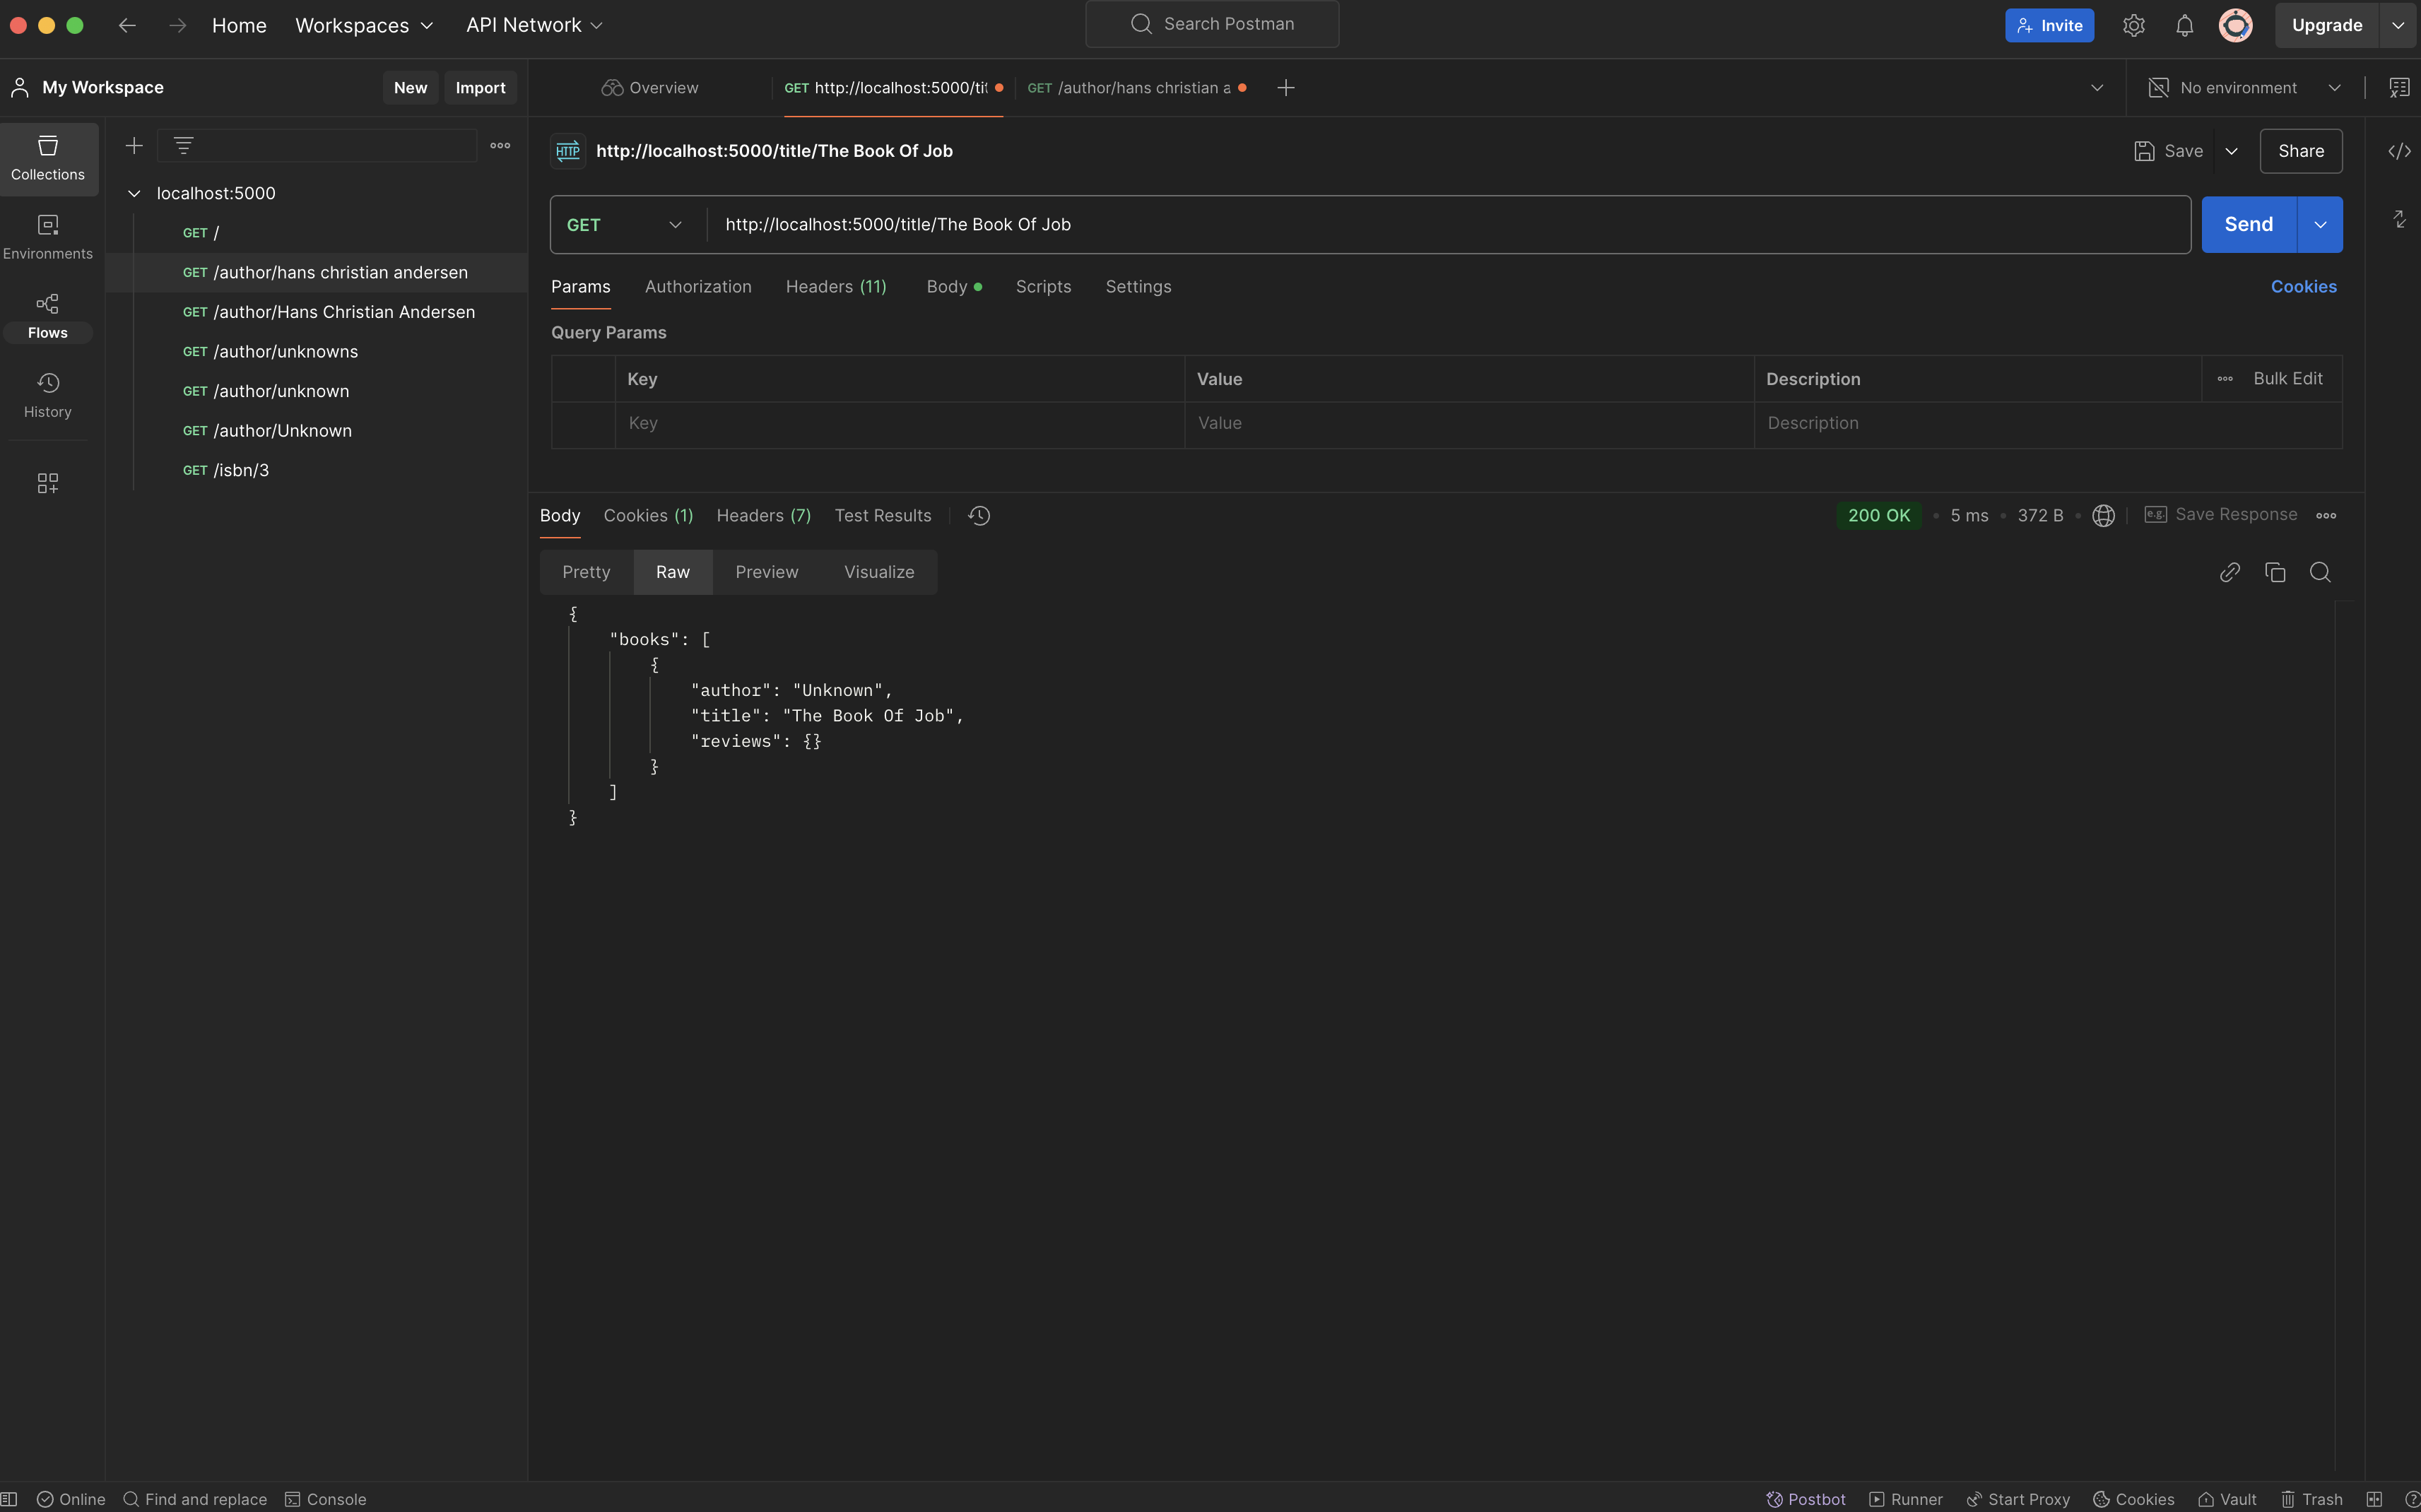 Home Workspaces API Network Search Postman Invite Upgrade
My Workspace New Import Overview GET http://localhost:5000/tit GET /author/hans christian a No environment
HTTP http://localhost:5000/title/The Book Of Job Save Share
Collections
localhost:5000
GET /
GET /author/hans christian andersen
GET /author/Hans Christian Andersen
GET /author/unknowns
GET /author/unknown
GET /author/Unknown
GET /isbn/3
Environments
Flows
History
GET http://localhost:5000/title/The Book Of Job Send
Params Authorization Headers (11) Body Scripts Settings Cookies
Query Params
Key Value Description Bulk Edit
Key Value Description
Body Cookies (1) Headers (7) Test Results 200 OK 5 ms 372 B e.g. Save Response
Pretty Raw Preview Visualize
{
"books": [
{
"author": "Unknown",
"title": "The Book Of Job",
"reviews": {}
}
]
}
Online Find and replace Console Postbot Runner Start Proxy Cookies Vault Trash